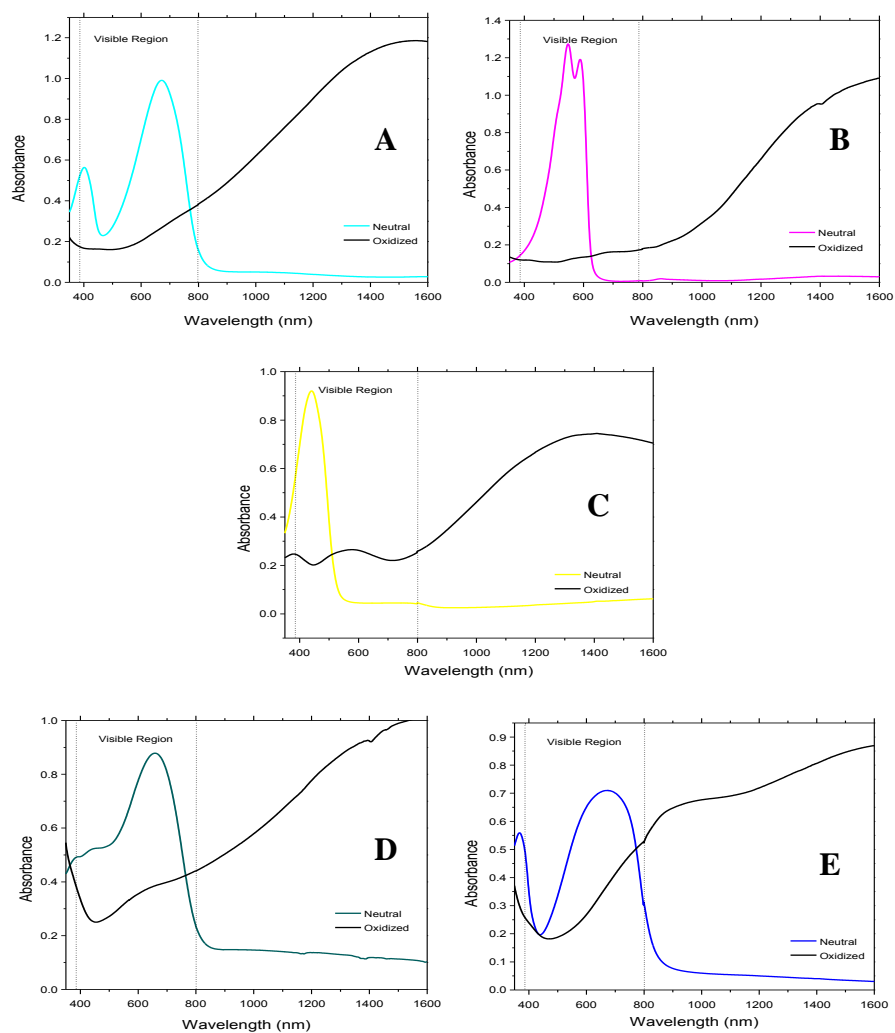 Visible Region
1.2
1.0
0.8
0.6
0.4
0.2
0.0
Absorbance
A
Neutral
Oxidized
400 600 800 1000 1200 1400 1600
Wavelength (nm)
Visible Region
1.4
1.2
1.0
0.8
0.6
0.4
0.2
0.0
Absorbance
B
Neutral
Oxidized
400 600 800 1000 1200 1400 1600
Wavelength (nm)
Visible Region
1.0
0.8
0.6
0.4
0.2
0.0
Absorbance
C
Neutral
Oxidized
400 600 800 1000 1200 1400 1600
Wavelength (nm)
Visible Region
1.0
0.8
0.6
0.4
0.2
0.0
Absorbance
D
Neutral
Oxidized
400 600 800 1000 1200 1400 1600
Wavelength (nm)
Visible Region
0.9
0.8
0.7
0.6
0.5
0.4
0.3
0.2
0.1
0.0
Absorbance
E
Neutral
Oxidized
400 600 800 1000 1200 1400 1600
Wavelength (nm)